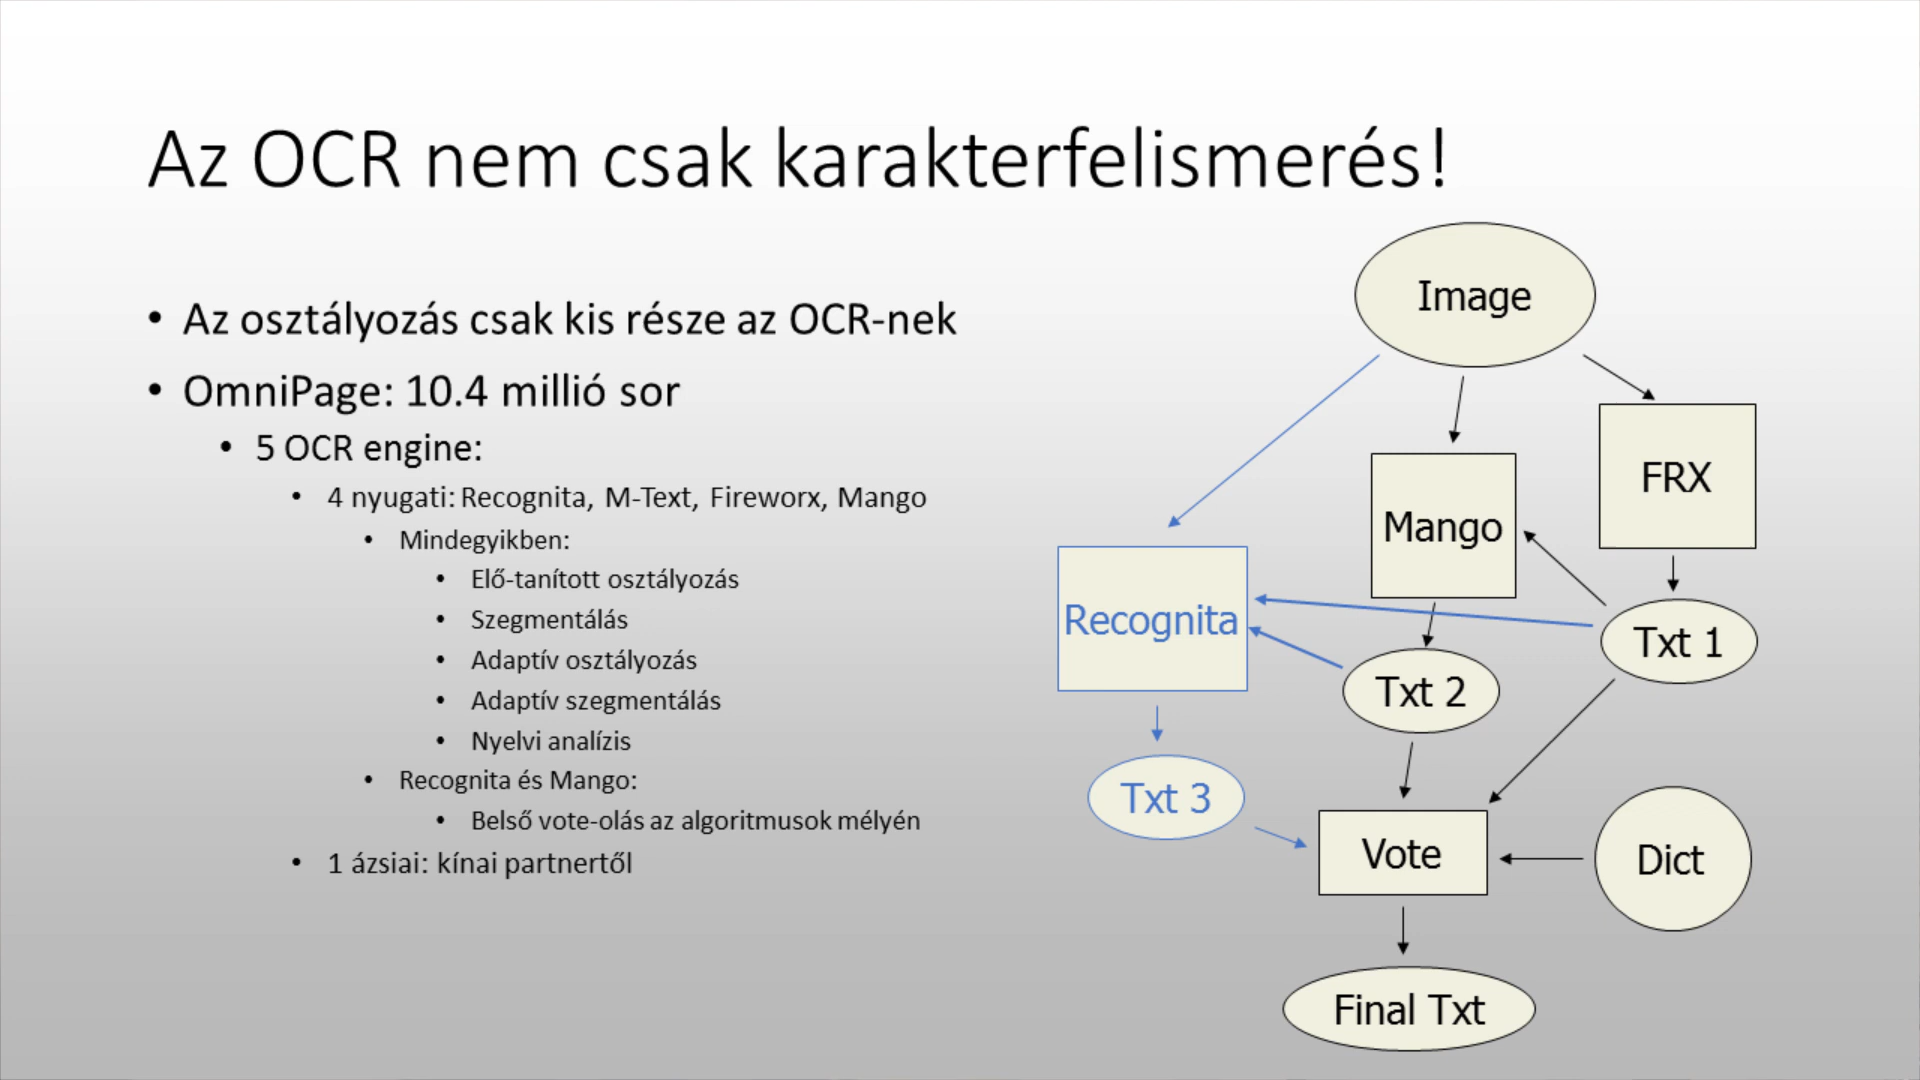 Az OCR nem csak karakterfelismerés!
• Az osztályozás csak kis része az OCR-nek
• OmniPage: 10.4 millió sor
• 5 OCR engine:
• 4 nyugati: Recognita, M-Text, Fireworx, Mango
• Mindegyikben:
• Elő-tanított osztályozás
• Szegmentálás
• Adaptív osztályozás
• Adaptív szegmentálás
• Nyelvi analízis
• Recognita és Mango:
• Belső vote-olás az algoritmusok mélyén
• 1 ázsiai: kínai partnertől
Image
FRX
Mango
Recognita
Txt 1
Txt 2
Txt 3
Vote
Dict
Final Txt